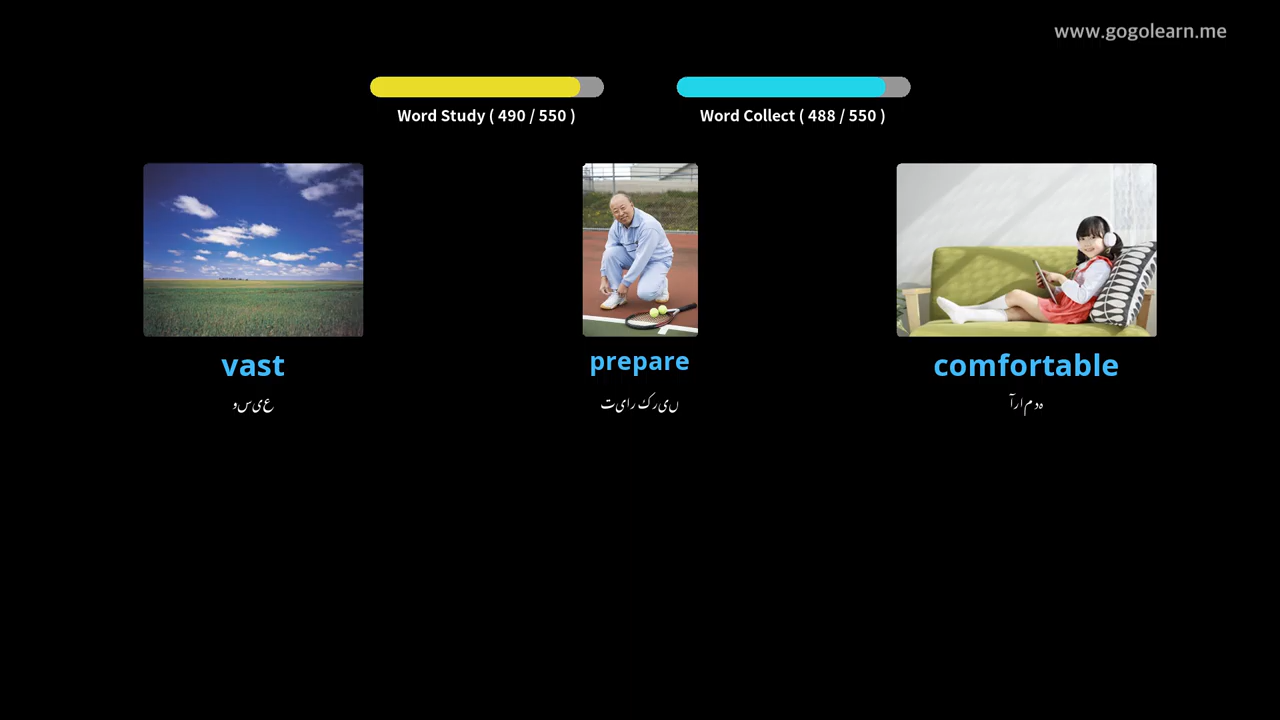 www.gogolearn.me
Word Study ( 490 / 550 )
Word Collect ( 488 / 550 )
vast
prepare
comfortable
وسیع
تیار کریں
آرام دہ